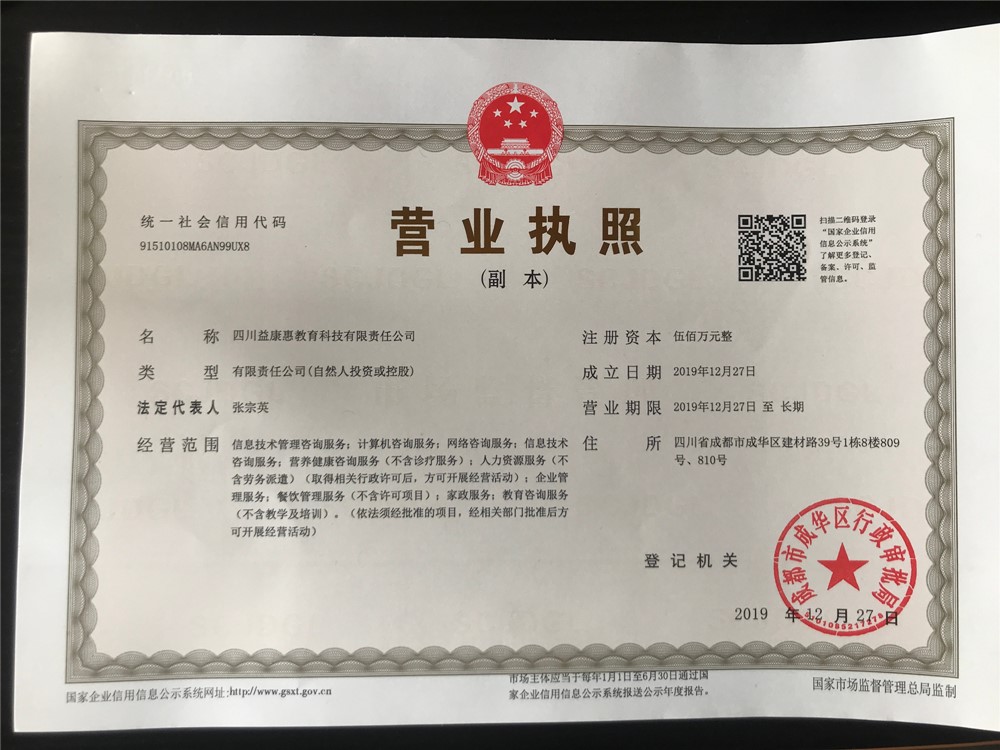 统一社会信用代码
91510108MA6AN99UX8
营业执照
(副 本)
扫描二维码登录
“国家企业信用
信息公示系统”
了解更多登记、
备案、许可、监
管信息。
名 称 四川益康惠教育科技有限责任公司
类 型 有限责任公司(自然人投资或控股)
法定代表人 张宗英
经营范围 信息技术管理咨询服务；计算机咨询服务；网络咨询服务；信息技术
咨询服务；营养健康咨询服务（不含诊疗服务）；人力资源服务（不
含劳务派遣）（取得相关行政许可后，方可开展经营活动）；企业管
理服务；餐饮管理服务（不含许可项目）；家政服务；教育咨询服务
（不含教学及培训）。（依法须经批准的项目，经相关部门批准后方
可开展经营活动）
注册资本 伍佰万元整
成立日期 2019年12月27日
营业期限 2019年12月27日 至 长期
住 所 四川省成都市成华区建材路39号1栋8楼809
号、810号
登记机关
成都市成华区行政审批局
2019 年 12 月 27 日
国家企业信用信息公示系统网址:http://www.gsxt.gov.cn
市场主体应当于每年1月1日至6月30日通过国
家企业信用信息公示系统报送公示年度报告。
国家市场监督管理总局监制